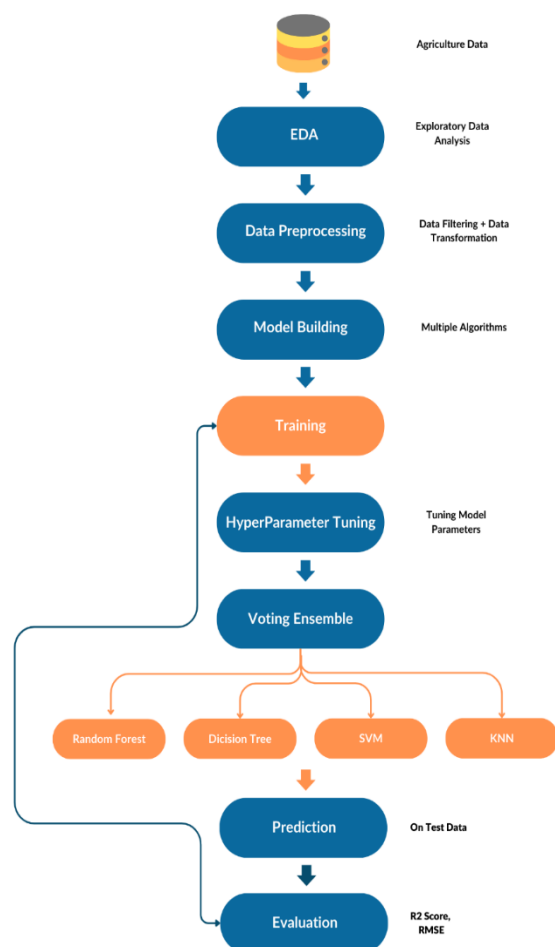 Agriculture Data
EDA
Exploratory Data
Analysis
Data Preprocessing
Data Filtering + Data
Transformation
Model Building
Multiple Algorithms
Training
HyperParameter Tuning
Tuning Model
Parameters
Voting Ensemble
Random Forest
Dicision Tree
SVM
KNN
Prediction
On Test Data
Evaluation
R2 Score,
RMSE